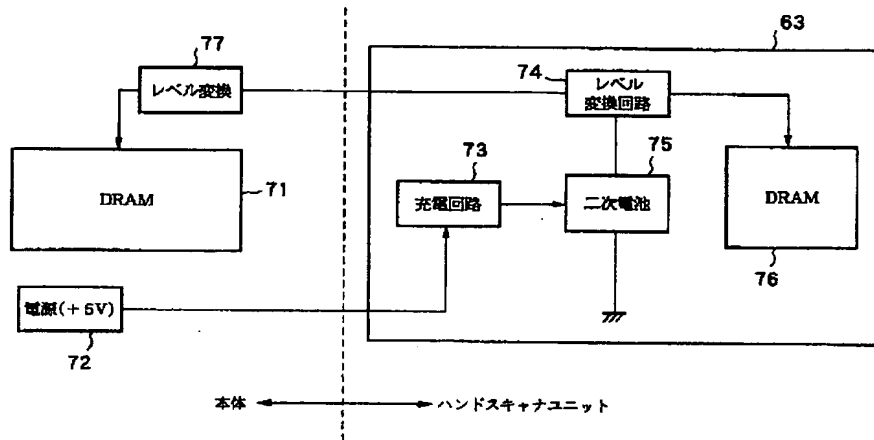 63
77
レベル変換
74
レベル
変換回路
DRAM
71
73
充電回路
75
二次電池
DRAM
76
電源(+5V)
72
本体
ハンドスキャナユニット